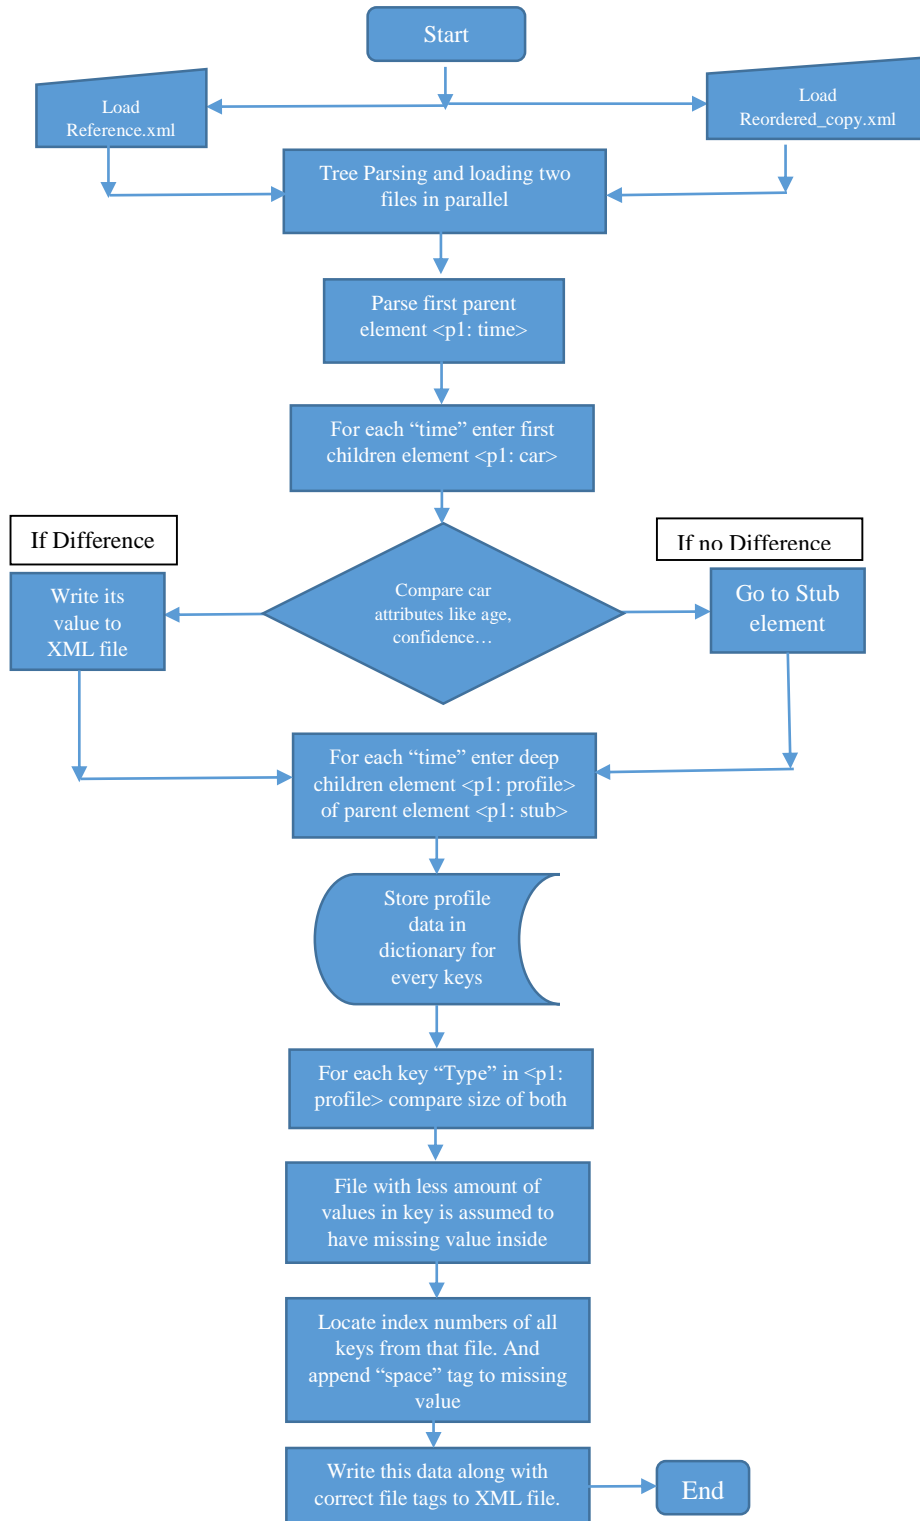 Start
Load
Reference.xml
Load
Reordered_copy.xml
Tree Parsing and loading two
files in parallel
Parse first parent
element <p1: time>
For each “time” enter first
children element <p1: car>
If Difference
If no Difference
Write its
value to
XML file
Compare car
attributes like age,
confidence…
Go to Stub
element
For each “time” enter deep
children element <p1: profile>
of parent element <p1: stub>
Store profile
data in
dictionary for
every keys
For each key “Type” in <p1:
profile> compare size of both
File with less amount of
values in key is assumed to
have missing value inside
Locate index numbers of all
keys from that file. And
append “space” tag to missing
value
Write this data along with
correct file tags to XML file.
End